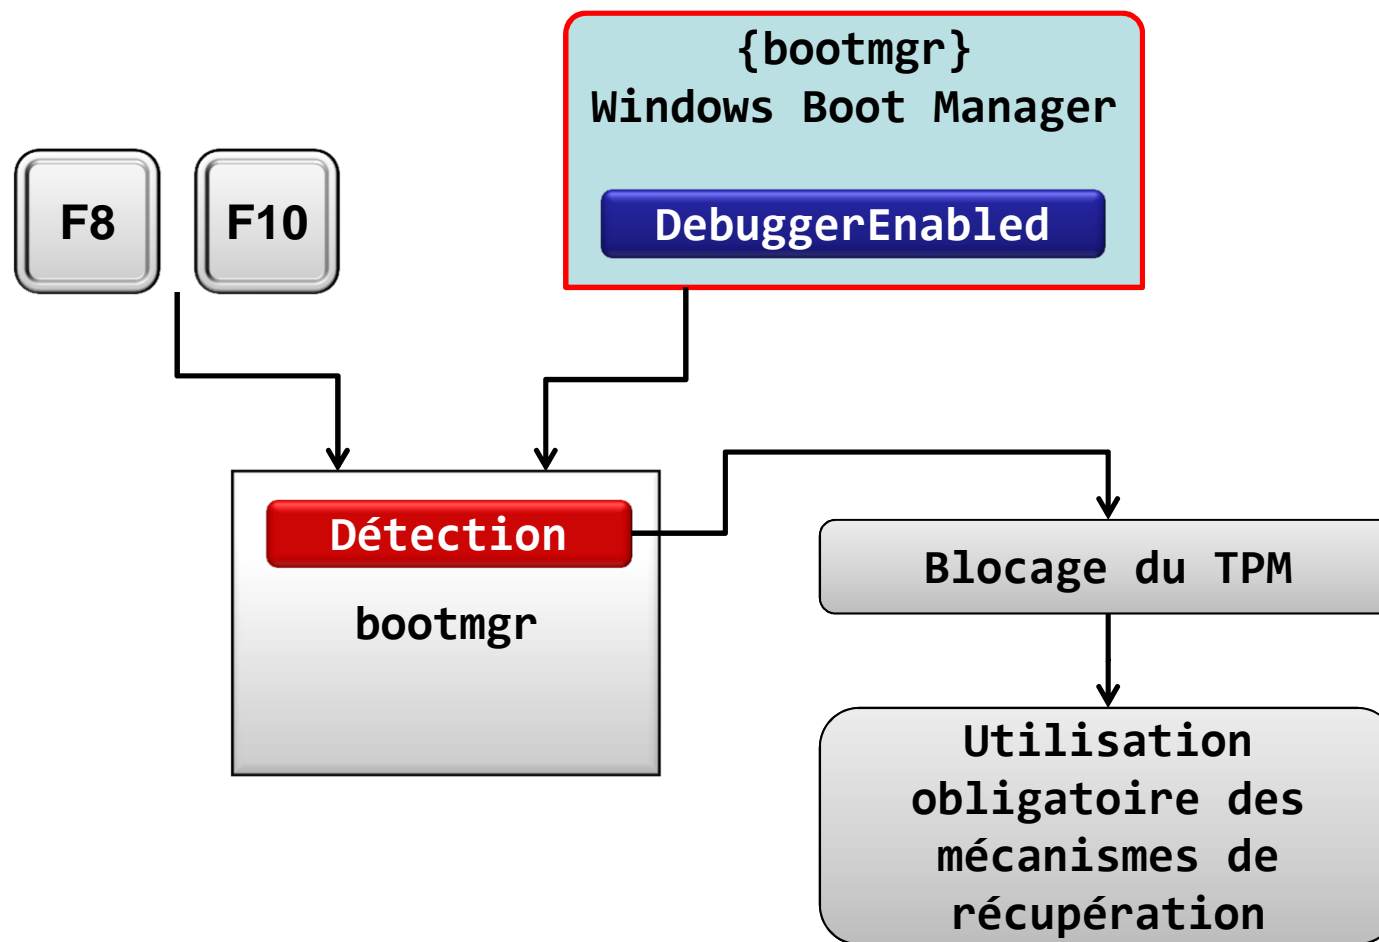 {bootmgr}
Windows Boot Manager
DebuggerEnabled
F8
F10
Détection
bootmgr
Blocage du TPM
Utilisation
obligatoire des
mécanismes de
récupération